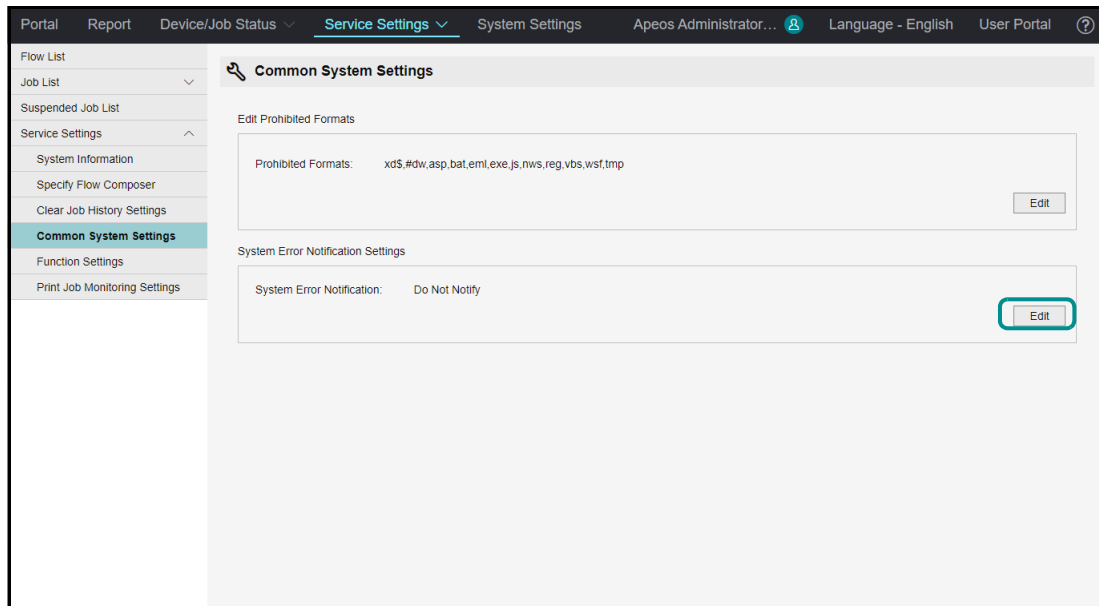 Portal Report Device/Job Status Service Settings System Settings Apeos Administrator... Language - English User Portal ?
Flow List
Job List
Suspended Job List
Service Settings
System Information
Specify Flow Composer
Clear Job History Settings
Common System Settings
Function Settings
Print Job Monitoring Settings
Common System Settings
Edit Prohibited Formats
Prohibited Formats: xd$,#dw,asp,bat,eml,exe,js,nws,reg,vbs,wsf,tmp
Edit
System Error Notification Settings
System Error Notification: Do Not Notify
Edit